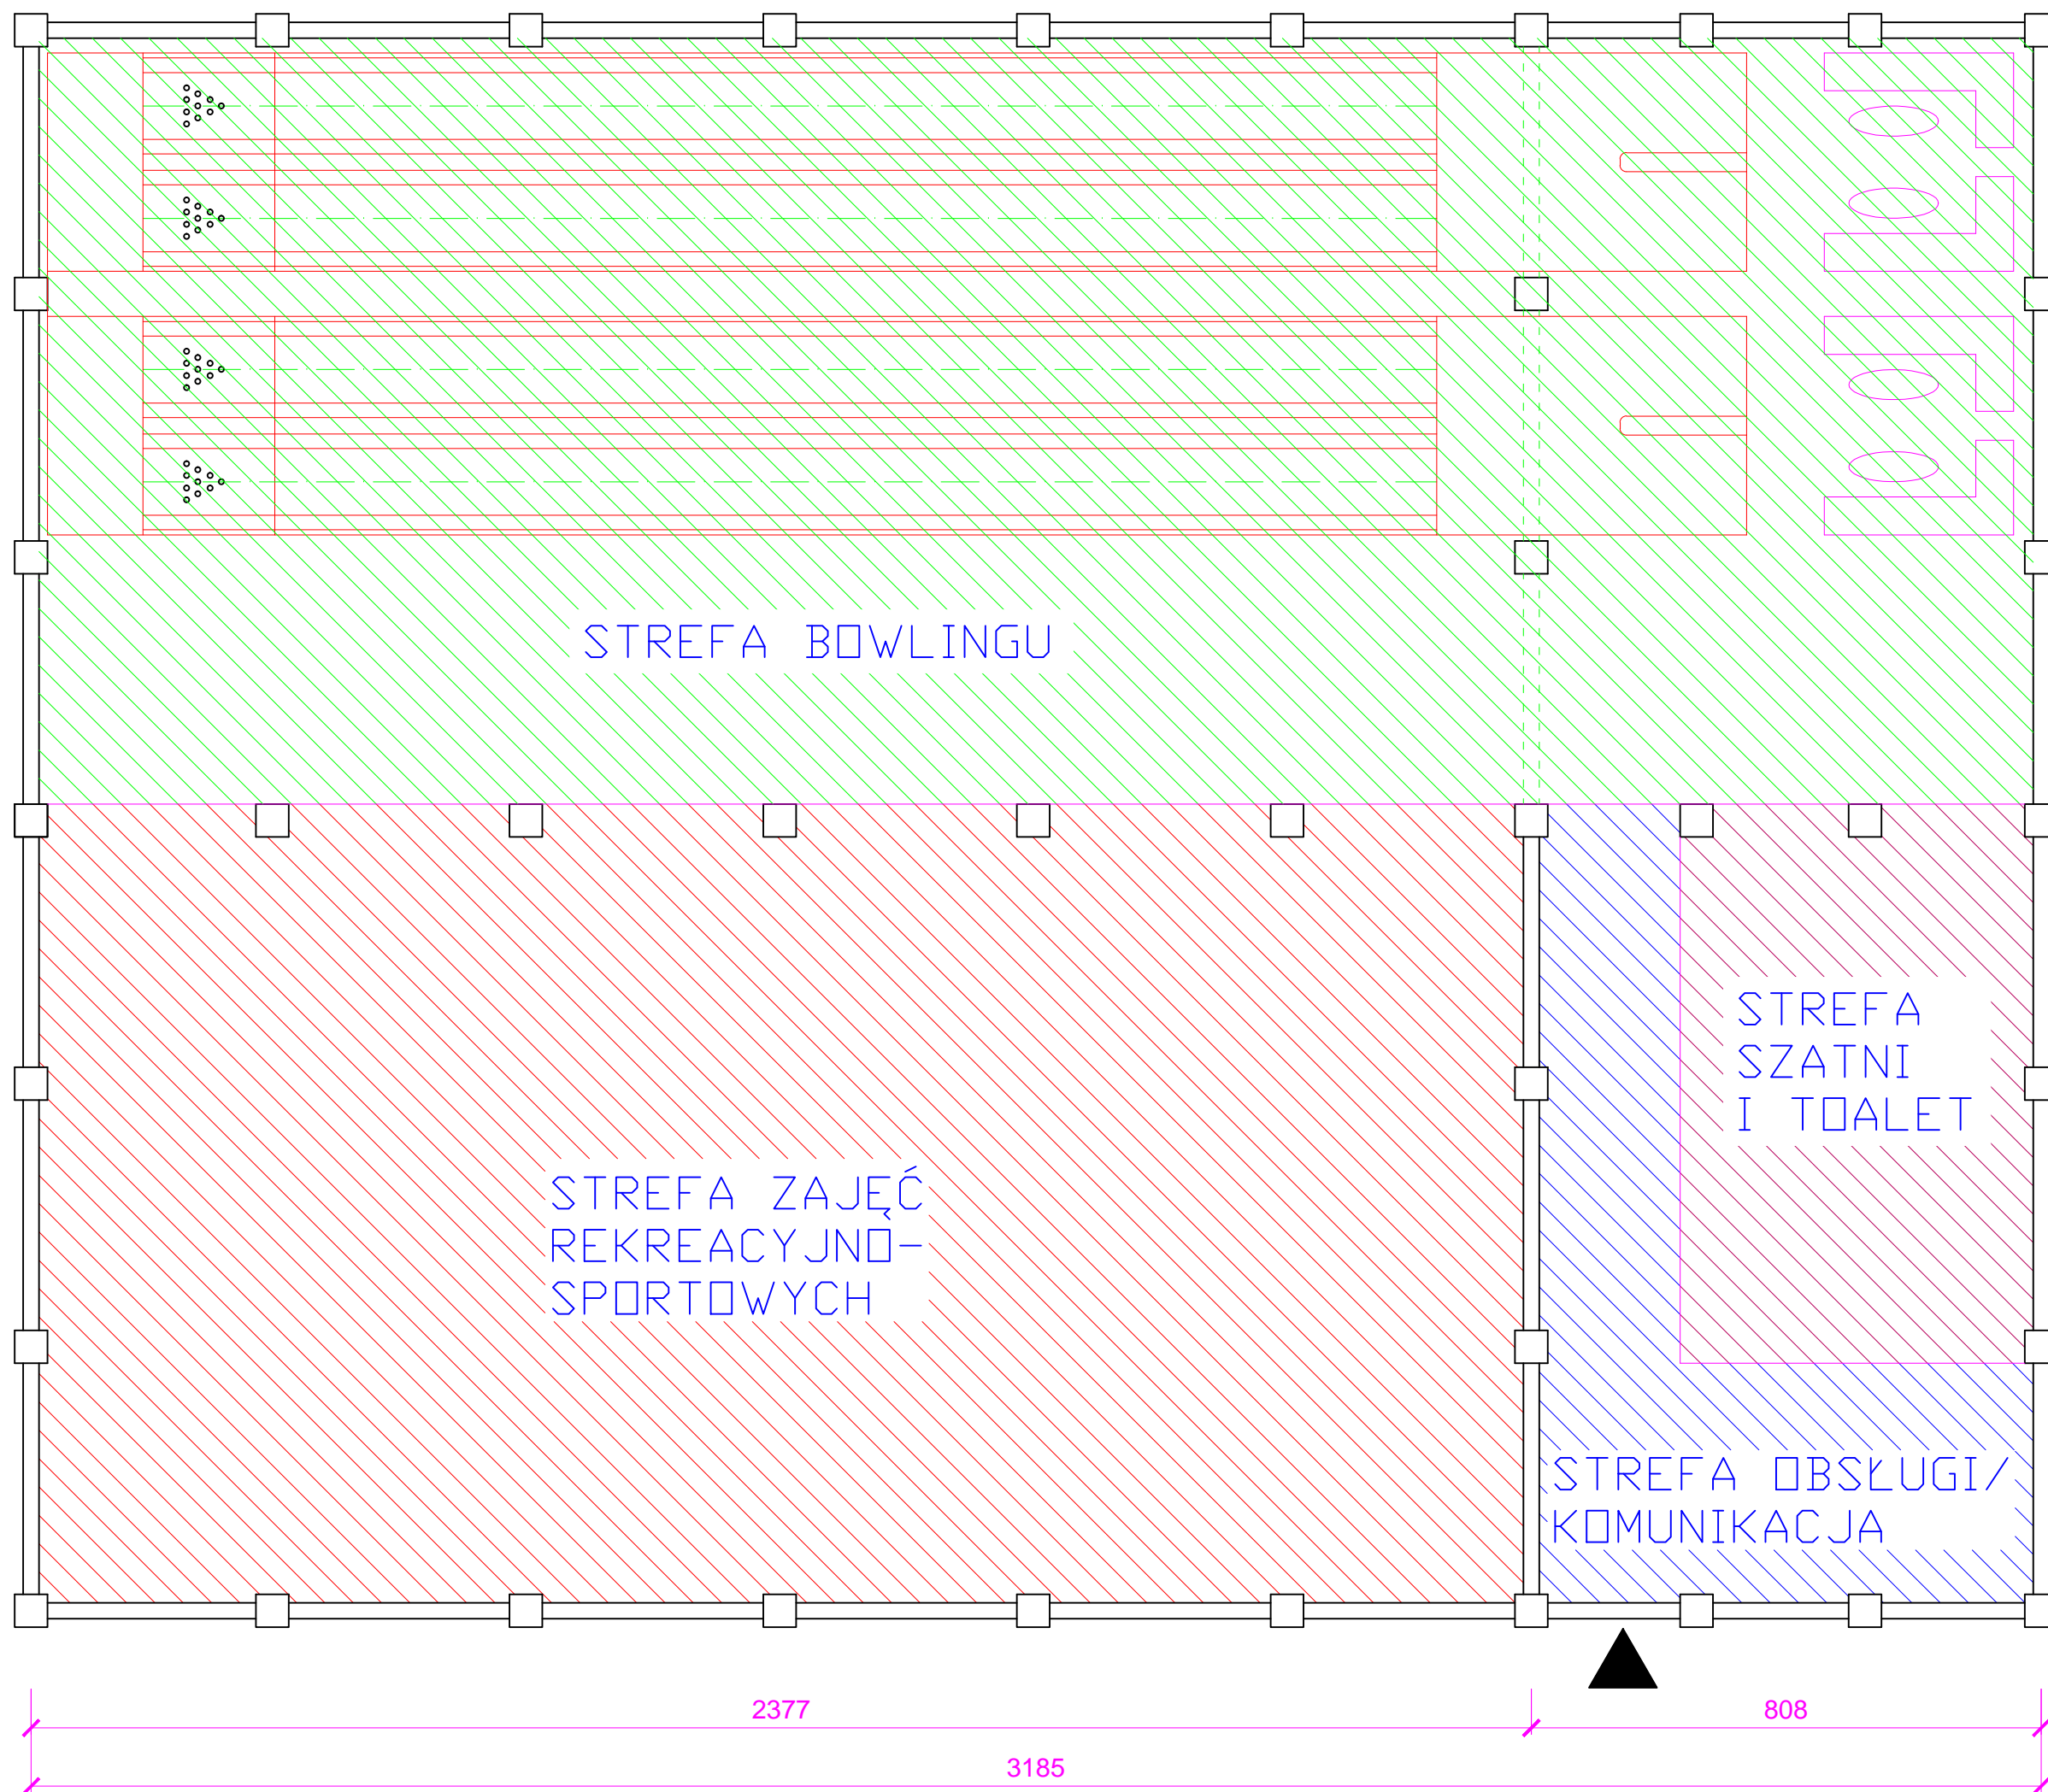 STREFA BOWLINGU
STREFA
SZATNI
I TOALET
STREFA ZAJĘĆ
REKREACYJNO-
SPORTOWYCH
STREFA OBSŁUGI/
KOMUNIKACJA
2377
808
3185